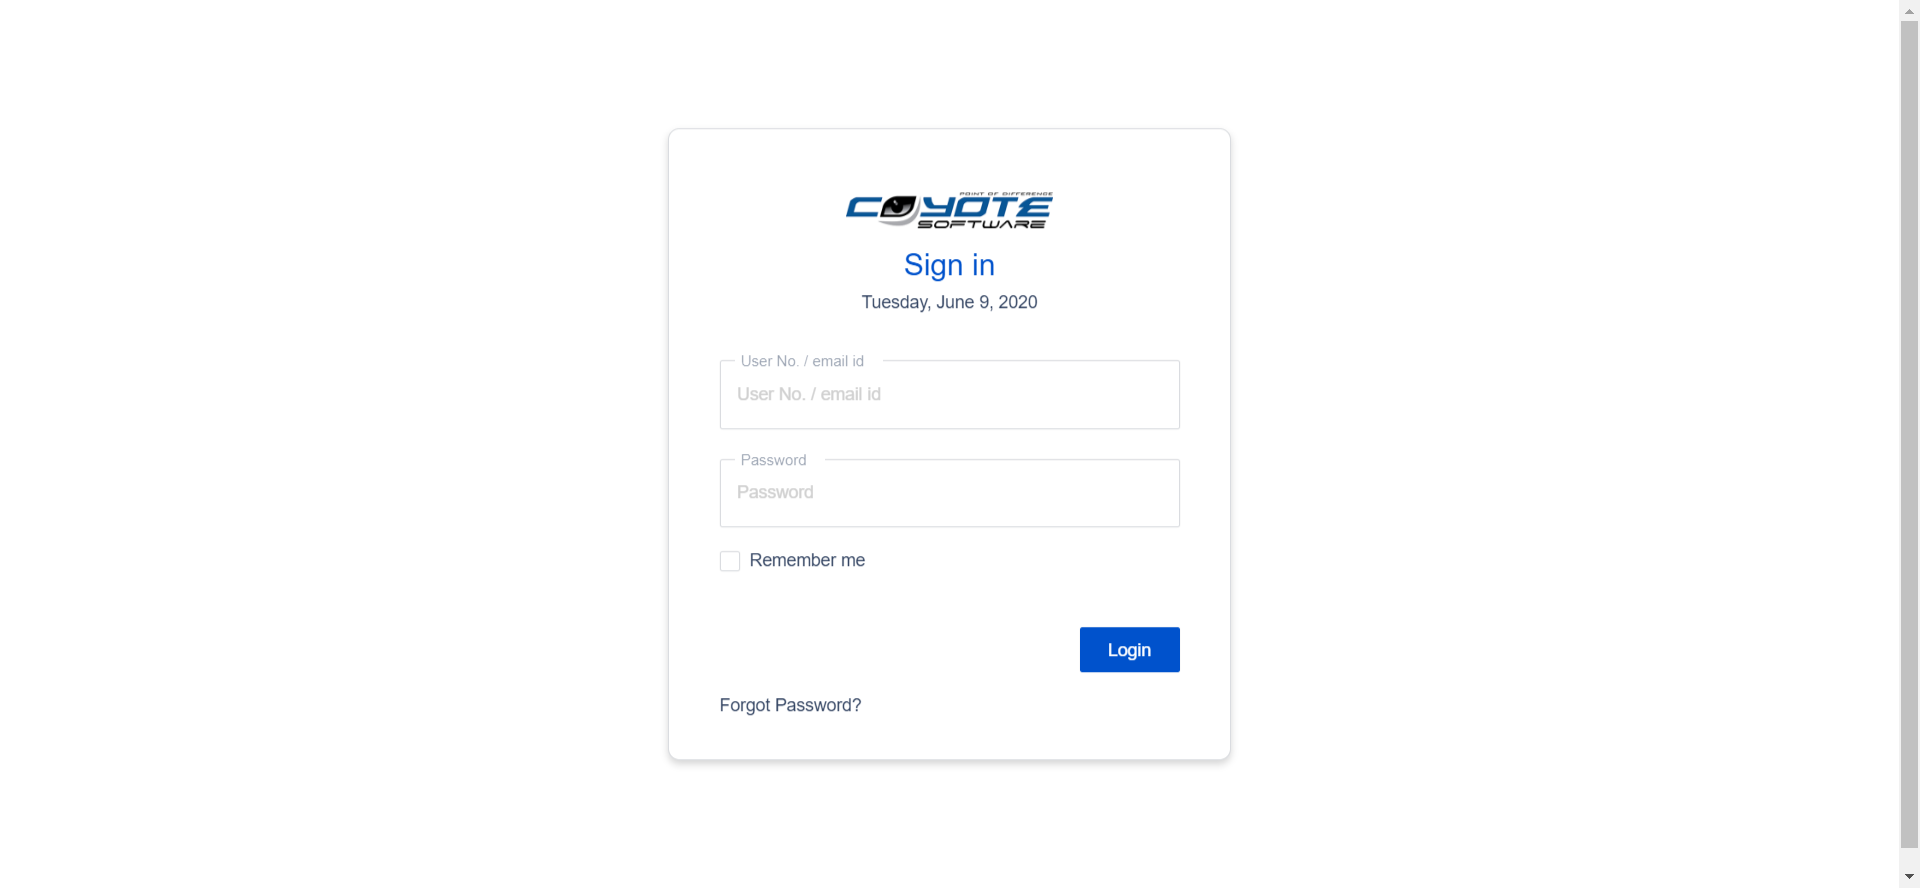 POINT OF DIFFERENCE
COYOTE
SOFTWARE
Sign in
Tuesday, June 9, 2020
User No. / email id
User No. / email id
Password
Password
Remember me
Login
Forgot Password?